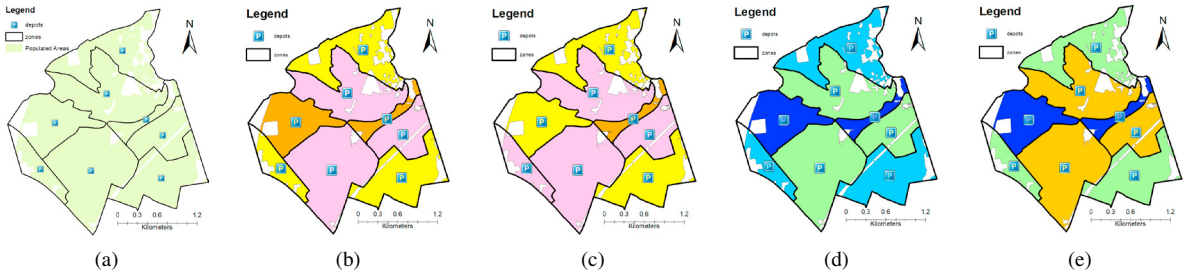 Legend
P depots
zones
Populated Areas
N
0 0.3 0.6 1.2
Kilometers
(a)
Legend
P depots
zones
N
0 0.3 0.6 1.2
Kilometers
(b)
Legend
P depots
zones
N
0 0.3 0.6 1.2
Kilometers
(c)
Legend
P depots
zones
N
0 0.3 0.6 1.2
Kilometers
(d)
Legend
P depots
zones
N
0 0.3 0.6 1.2
Kilometers
(e)